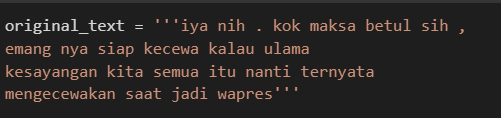 original_text = '''iya nih . kok maksa betul sih ,
emang nya siap kecewa kalau ulama
kesayangan kita semua itu nanti ternyata
mengecewakan saat jadi wapres'''